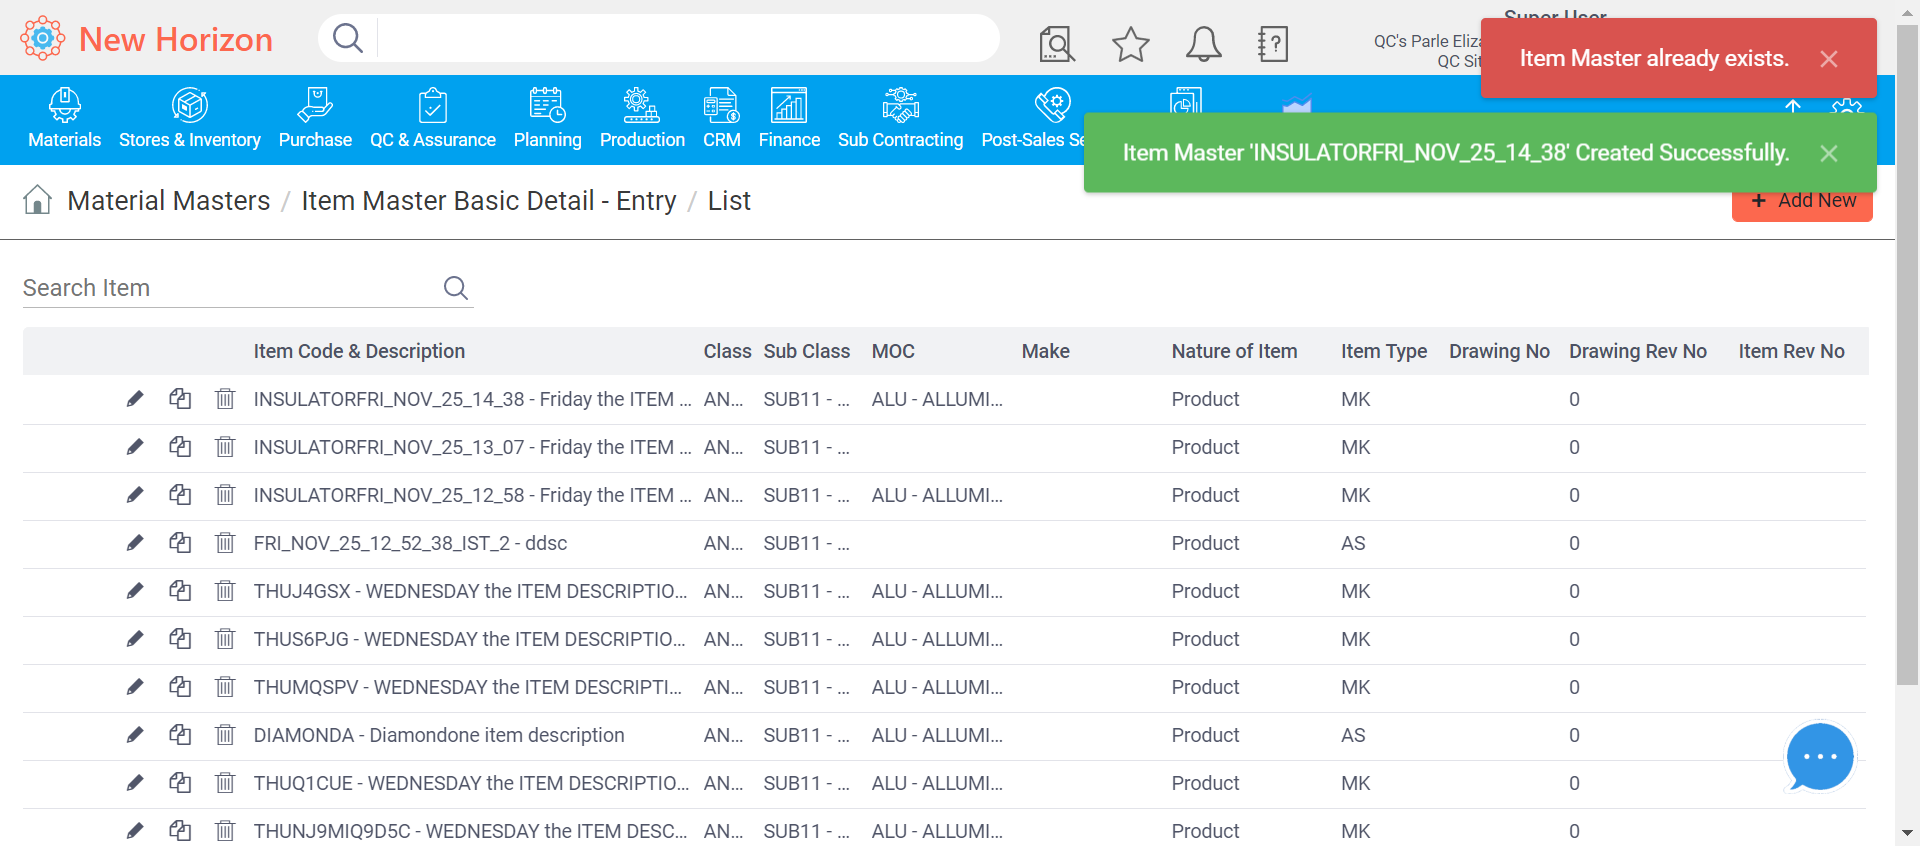 New Horizon
QC's Parle Eliz
QC Sit
Item Master already exists.
Materials
Stores & Inventory
Purchase
QC & Assurance
Planning
Production
CRM
Finance
Sub Contracting
Post-Sales Se
Item Master 'INSULATORFRI_NOV_25_14_38' Created Successfully.
Material Masters / Item Master Basic Detail - Entry / List
+ Add New
Search Item
Item Code & Description Class Sub Class MOC Make Nature of Item Item Type Drawing No Drawing Rev No Item Rev No
INSULATORFRI_NOV_25_14_38 - Friday the ITEM ... AN... SUB11 - ... ALU - ALLUMI... Product MK 0
INSULATORFRI_NOV_25_13_07 - Friday the ITEM ... AN... SUB11 - ... Product MK 0
INSULATORFRI_NOV_25_12_58 - Friday the ITEM ... AN... SUB11 - ... ALU - ALLUMI... Product MK 0
FRI_NOV_25_12_52_38_IST_2 - ddsc AN... SUB11 - ... Product AS 0
THUJ4GSX - WEDNESDAY the ITEM DESCRIPTIO... AN... SUB11 - ... ALU - ALLUMI... Product MK 0
THUS6PJG - WEDNESDAY the ITEM DESCRIPTIO... AN... SUB11 - ... ALU - ALLUMI... Product MK 0
THUMQSPV - WEDNESDAY the ITEM DESCRIPTI... AN... SUB11 - ... ALU - ALLUMI... Product MK 0
DIAMONDA - Diamondone item description AN... SUB11 - ... ALU - ALLUMI... Product AS 0
THUQ1CUE - WEDNESDAY the ITEM DESCRIPTIO... AN... SUB11 - ... ALU - ALLUMI... Product MK 0
THUNJ9MIQ9D5C - WEDNESDAY the ITEM DESC... AN... SUB11 - ... ALU - ALLUMI... Product MK 0